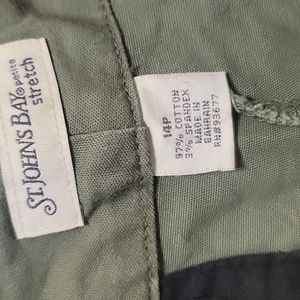 ST. JOHN'S BAY® petite
stretch
14P
97% COTTON
3% SPANDEX
MADE IN
BAHRAIN
RN#93677